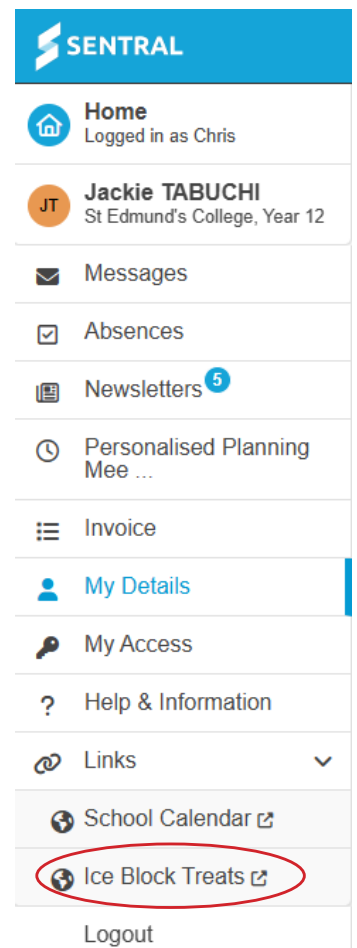 SENTRAL
Home
Logged in as Chris
JT
Jackie TABUCHI
St Edmund's College, Year 12
Messages
Absences
Newsletters 5
Personalised Planning
Mee ...
Invoice
My Details
My Access
? Help & Information
Links
School Calendar
Ice Block Treats
Logout